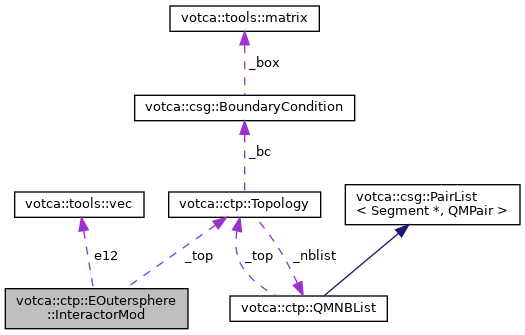 votca::tools::matrix
_box
votca::csg::BoundaryCondition
_bc
votca::tools::vec
votca::ctp::Topology
votca::csg::PairList
< Segment *, QMPair >
e12
_top
_top
_nblist
votca::ctp::EOutersphere
::InteractorMod
votca::ctp::QMNBList